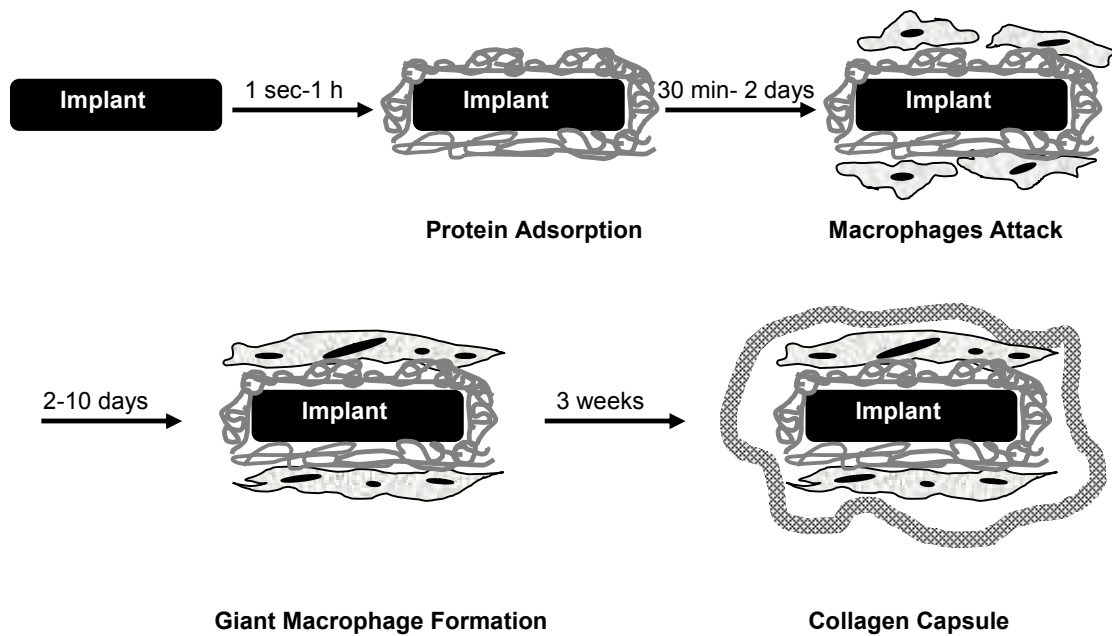 Implant
1 sec-1 h
Implant
30 min- 2 days
Implant
Protein Adsorption
Macrophages Attack
2-10 days
Implant
3 weeks
Implant
Giant Macrophage Formation
Collagen Capsule